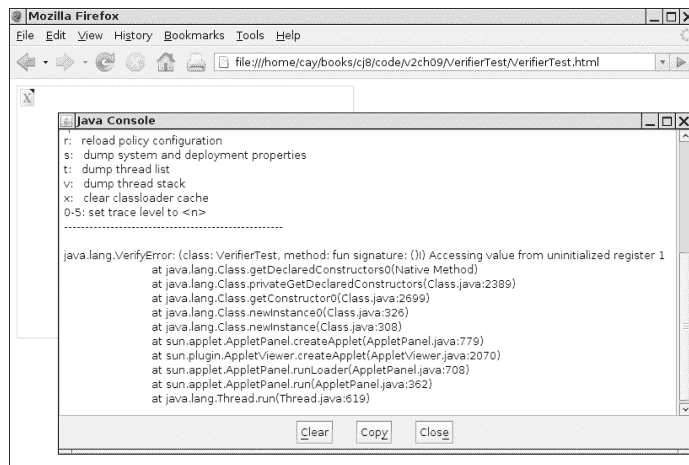 Mozilla Firefox
File Edit View History Bookmarks Tools Help
file:///home/cay/books/cj8/code/v2ch09/VerifierTest/VerifierTest.html
Java Console
r: reload policy configuration
s: dump system and deployment properties
t: dump thread list
v: dump thread stack
x: clear classloader cache
0-5: set trace level to <n>
----------------------------------------------------
java.lang.VerifyError: (class: VerifierTest, method: fun signature: ()I) Accessing value from uninitialized register 1
at java.lang.Class.getDeclaredConstructors0(Native Method)
at java.lang.Class.privateGetDeclaredConstructors(Class.java:2389)
at java.lang.Class.getConstructor0(Class.java:2699)
at java.lang.Class.newInstance0(Class.java:326)
at java.lang.Class.newInstance(Class.java:308)
at sun.applet.AppletPanel.createApplet(AppletPanel.java:779)
at sun.plugin.AppletViewer.createApplet(AppletViewer.java:2070)
at sun.applet.AppletPanel.runLoader(AppletPanel.java:708)
at sun.applet.AppletPanel.run(AppletPanel.java:362)
at java.lang.Thread.run(Thread.java:619)
Clear Copy Close